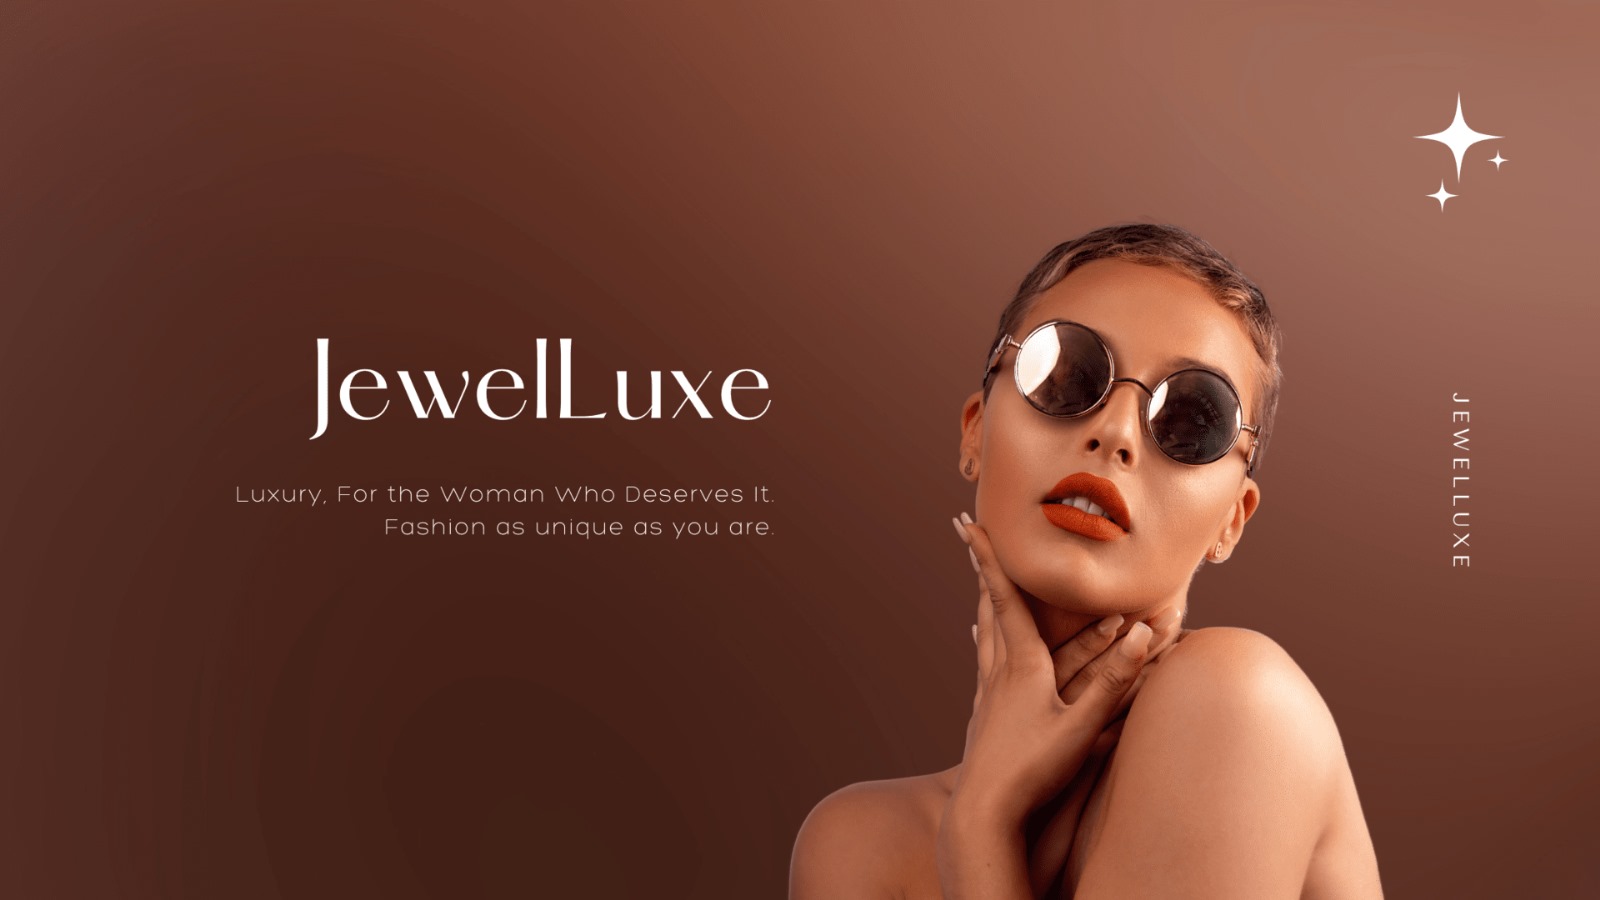 JewelLuxe
Luxury, For the Woman Who Deserves It.
Fashion as unique as you are.
JEWELLUXE